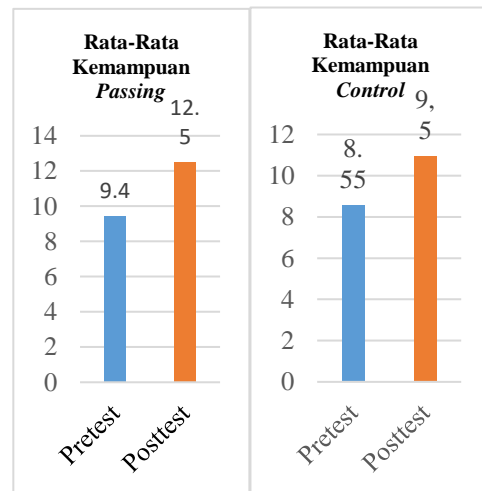 Rata-Rata
Kemampuan
Passing
12.
5
14
12
10
8
6
4
2
0
9.4
Pretest
Posttest
Rata-Rata
Kemampuan
Control
9,
5
8.
55
12
10
8
6
4
2
0
Pretest
Posttest